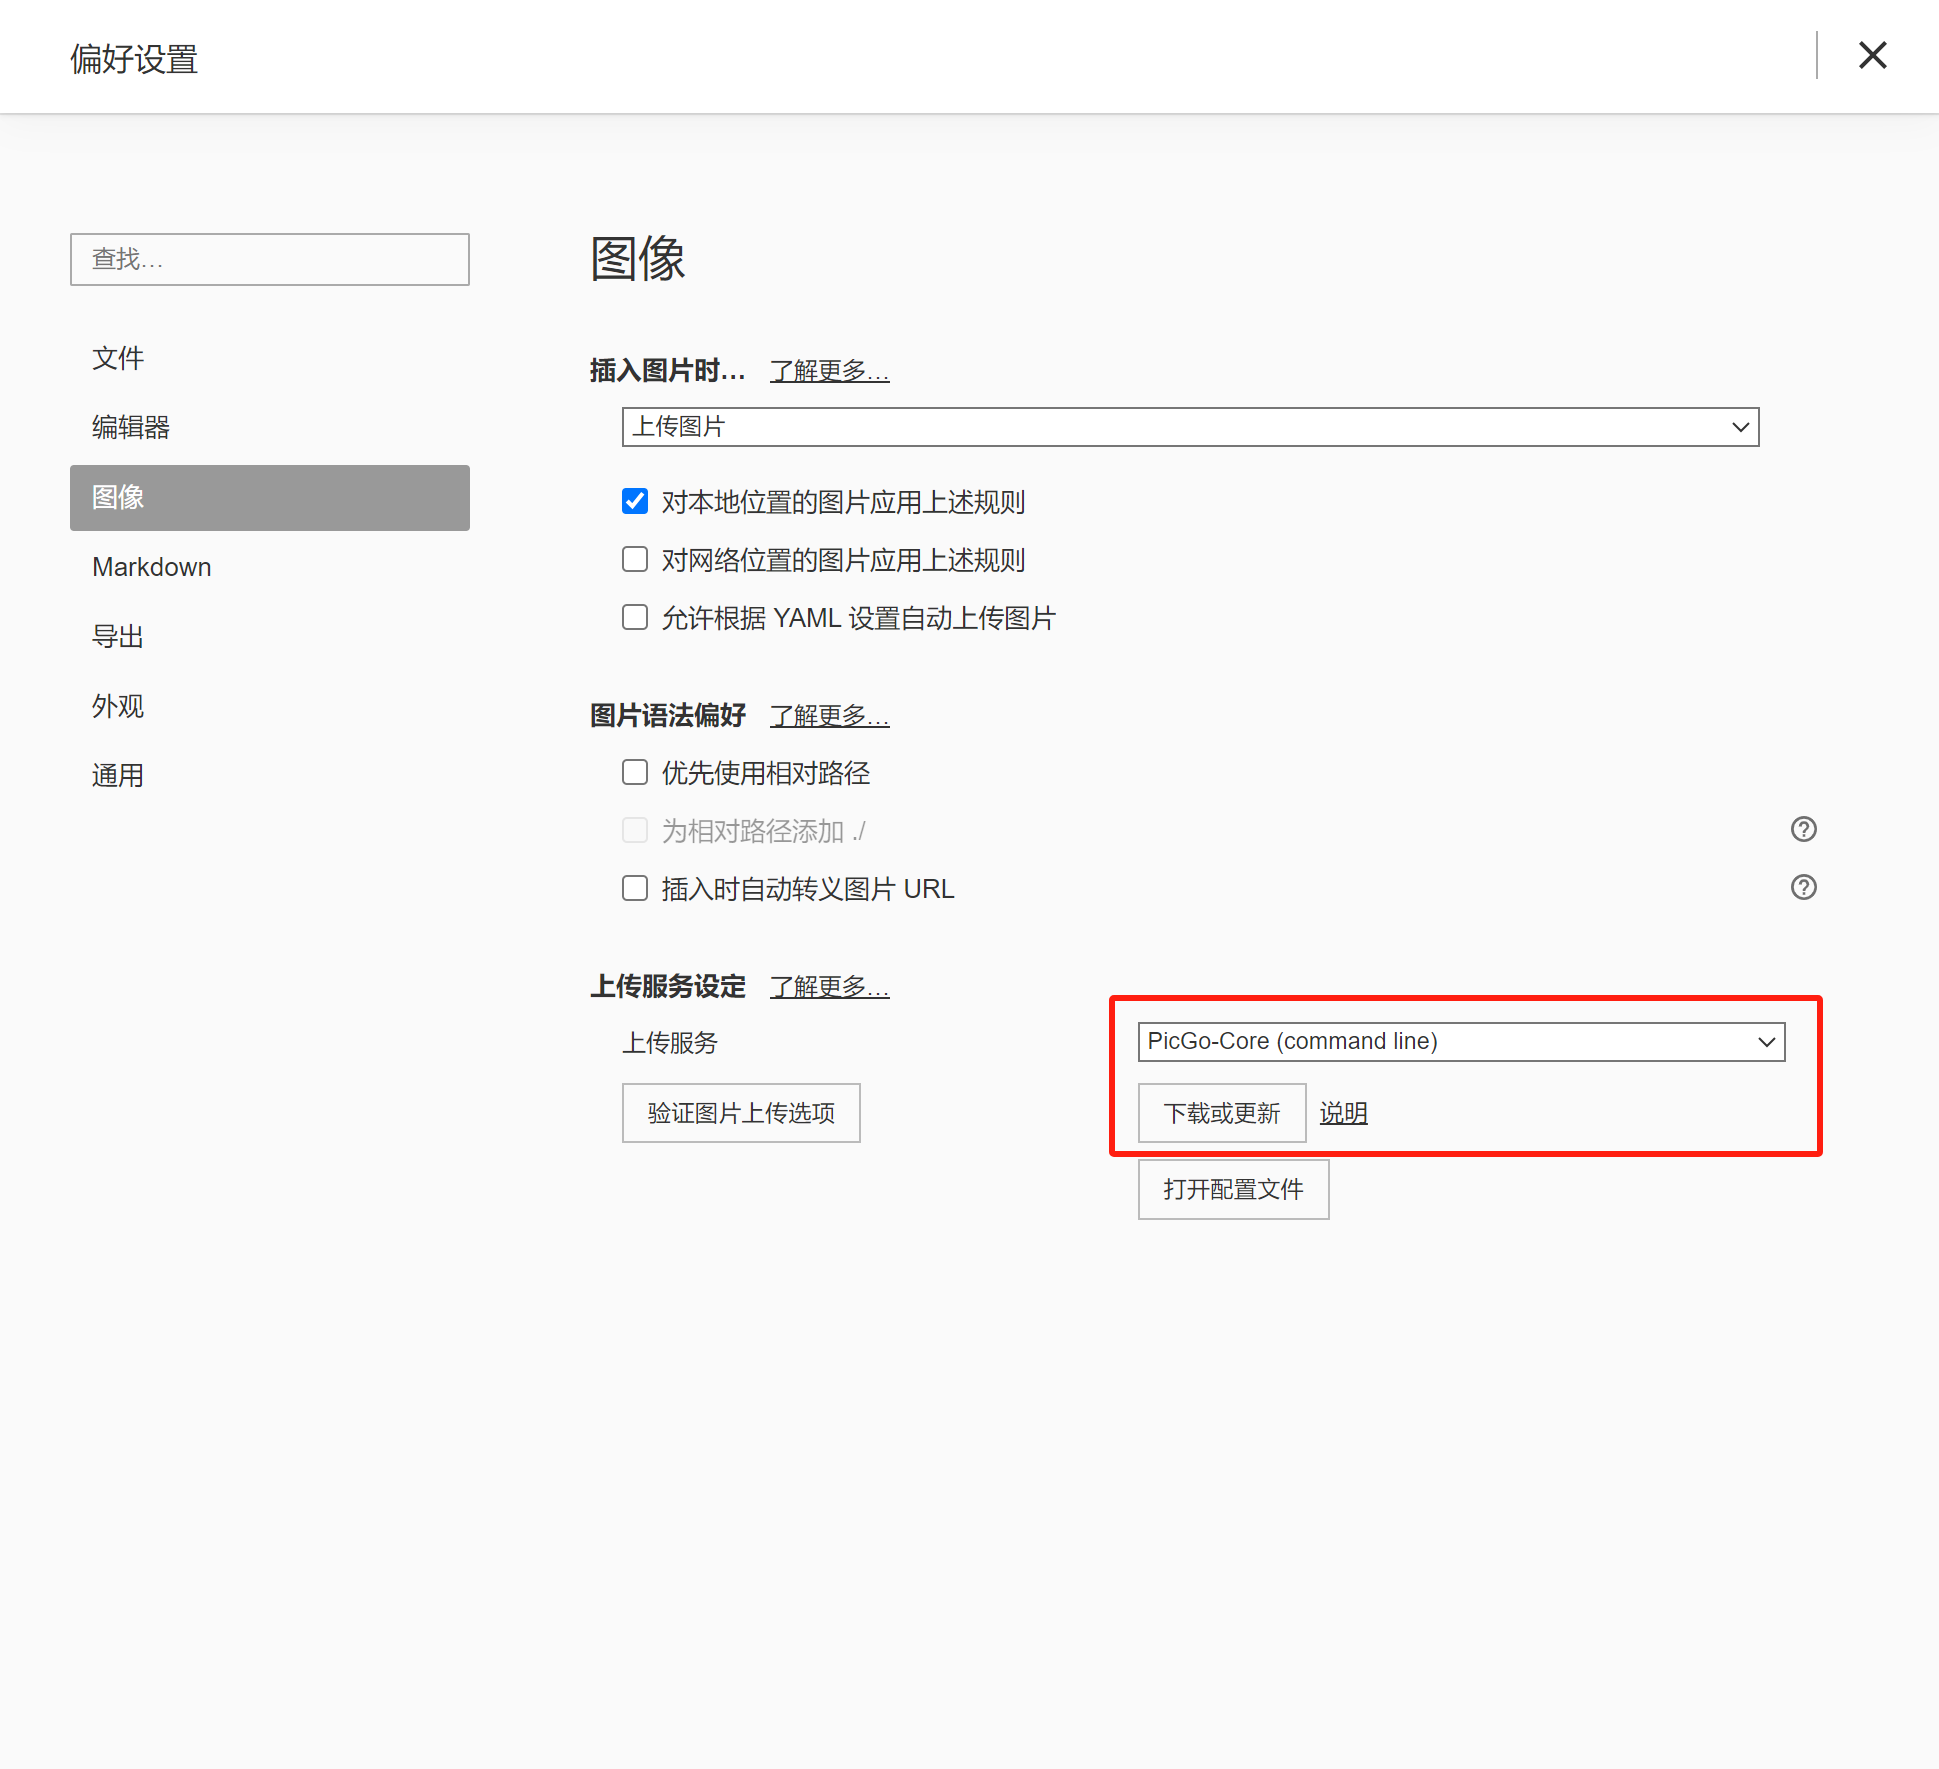 偏好设置
查找...
文件
编辑器
图像
Markdown
导出
外观
通用
图像
插入图片时... 了解更多...
上传图片
对本地位置的图片应用上述规则
对网络位置的图片应用上述规则
允许根据 YAML 设置自动上传图片
图片语法偏好 了解更多...
优先使用相对路径
为相对路径添加 ./
插入时自动转义图片 URL
上传服务设定 了解更多...
上传服务 PicGo-Core (command line)
验证图片上传选项 下载或更新 说明
打开配置文件